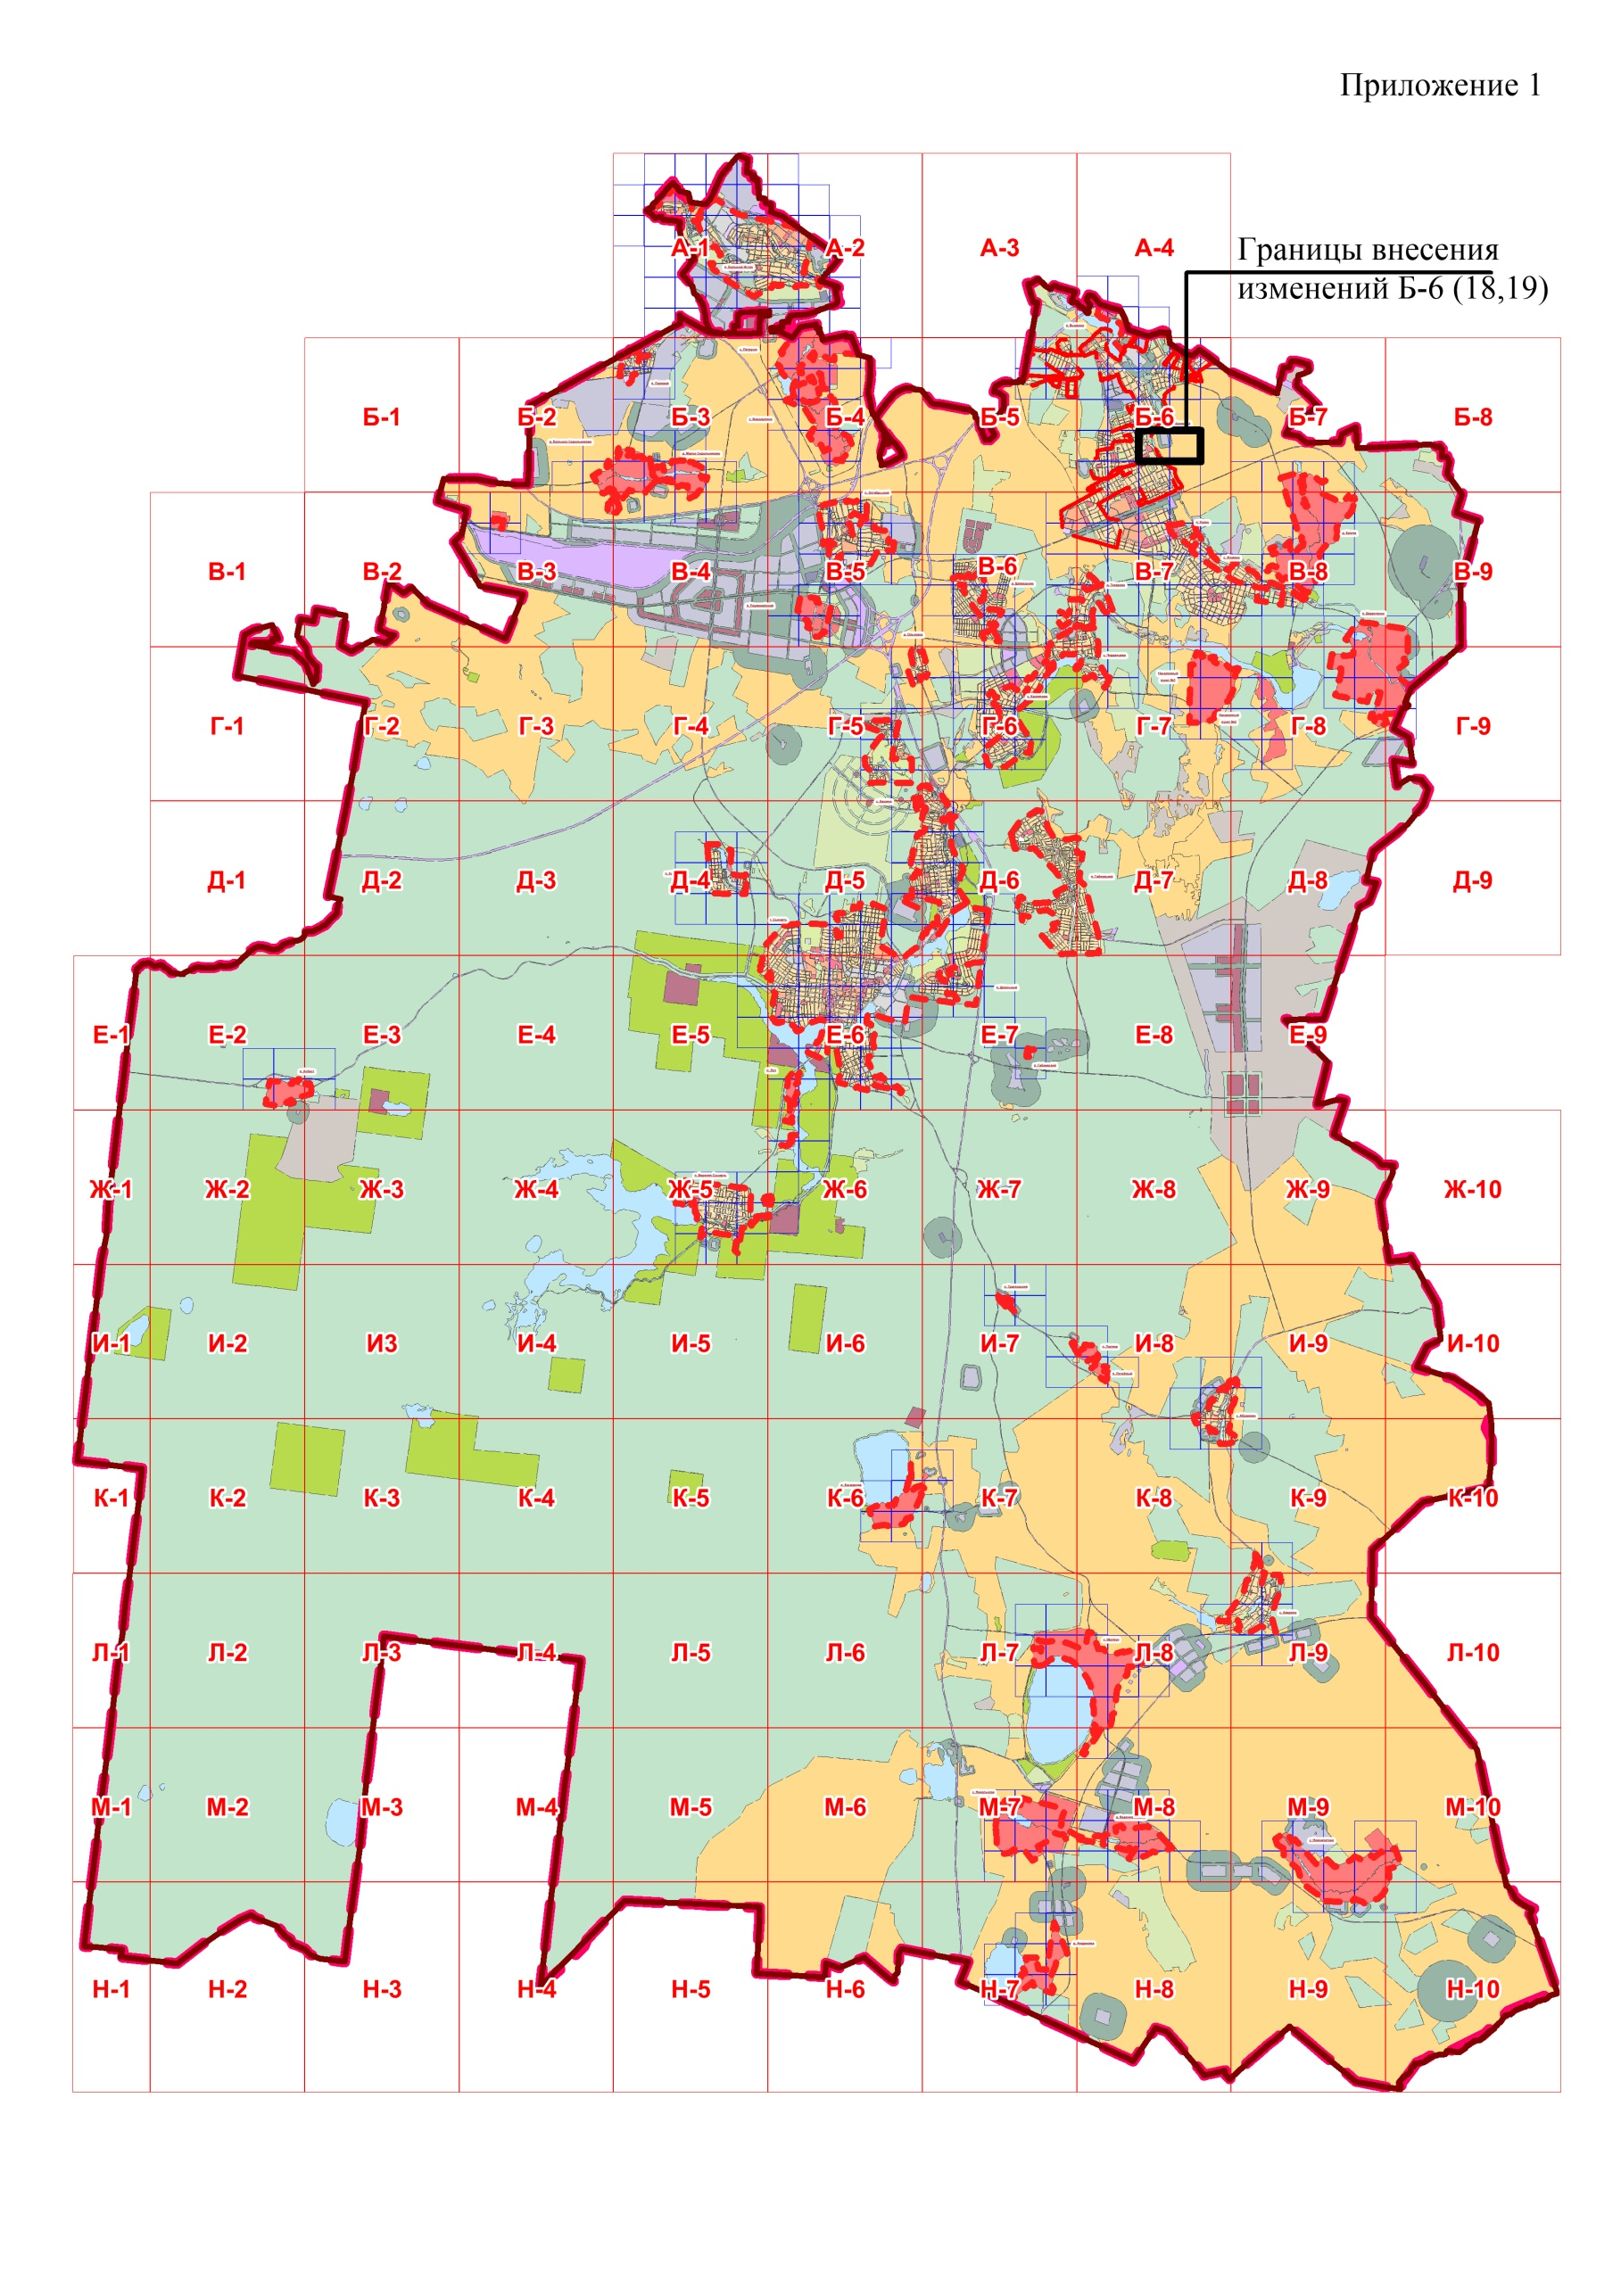 Приложение 1
А-1 А-2 А-3 А-4
Границы внесения
изменений Б-6 (18,19)
Б-1 Б-2 Б-3 Б-4 Б-5 Б-6 Б-7 Б-8
В-1 В-2 В-3 В-4 В-5 В-6 В-7 В-8 В-9
Г-1 Г-2 Г-3 Г-4 Г-5 Г-6 Г-7 Г-8 Г-9
Д-1 Д-2 Д-3 Д-4 Д-5 Д-6 Д-7 Д-8 Д-9
Е-1 Е-2 Е-3 Е-4 Е-5 Е-6 Е-7 Е-8 Е-9
Ж-1 Ж-2 Ж-3 Ж-4 Ж-5 Ж-6 Ж-7 Ж-8 Ж-9 Ж-10
И-1 И-2 И3 И-4 И-5 И-6 И-7 И-8 И-9 И-10
К-1 К-2 К-3 К-4 К-5 К-6 К-7 К-8 К-9 К-10
Л-1 Л-2 Л-3 Л-4 Л-5 Л-6 Л-7 Л-8 Л-9 Л-10
М-1 М-2 М-3 М-4 М-5 М-6 М-7 М-8 М-9 М-10
Н-1 Н-2 Н-3 Н-4 Н-5 Н-6 Н-7 Н-8 Н-9 Н-10